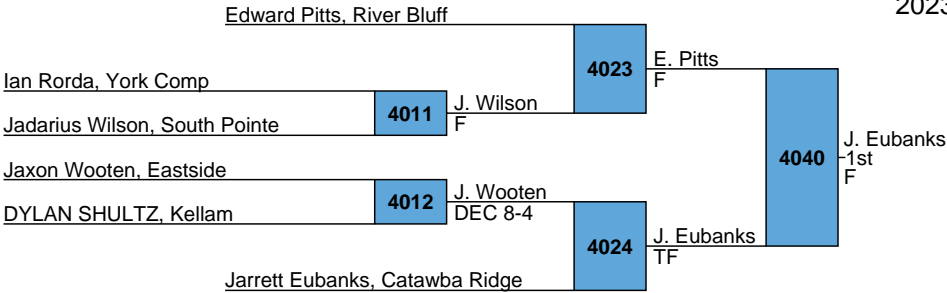 2023
Edward Pitts, River Bluff
4023
E. Pitts
F
Ian Rorda, York Comp
4011
J. Wilson
F
Jadarius Wilson, South Pointe
4040
J. Eubanks
1st
F
Jaxon Wooten, Eastside
4012
J. Wooten
DEC 8-4
DYLAN SHULTZ, Kellam
4024
J. Eubanks
TF
Jarrett Eubanks, Catawba Ridge